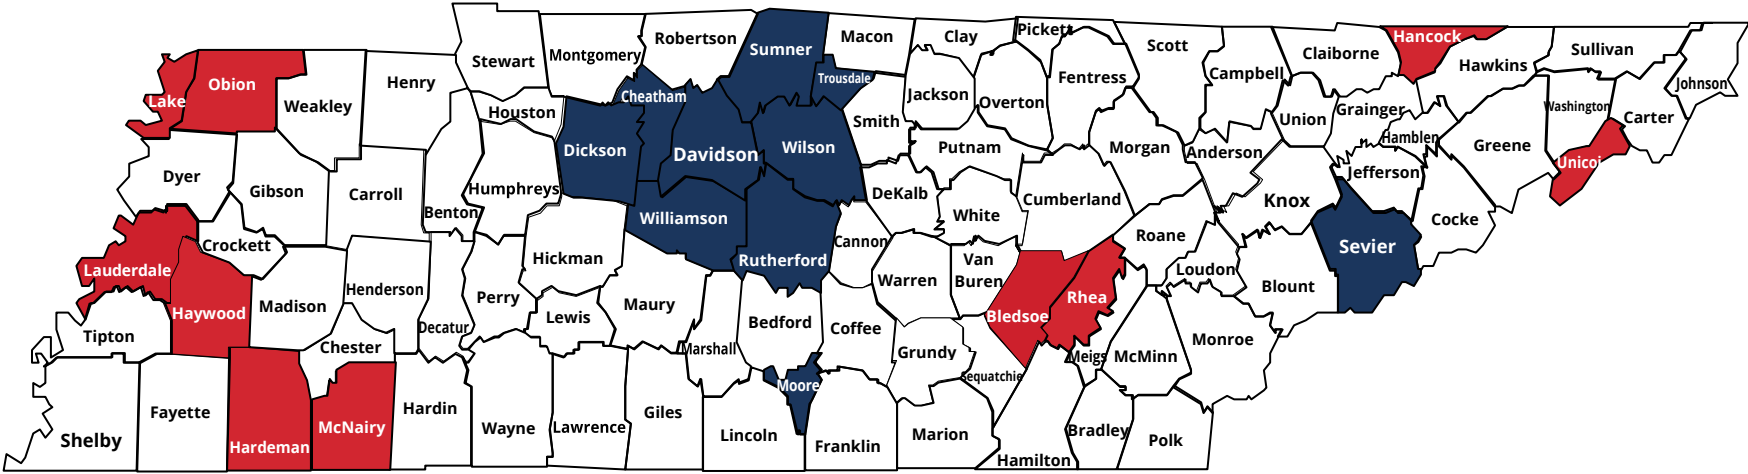 Pickett
Hancock
Macon
Clay
Robertson
Scott
Sumner
Sullivan
Claiborne
Montgomery
Stewart
Hawkins
Campbell
Fentress
Trousdale
Henry
Obion
Johnson
Jackson
Cheatham
Lake
Overton
Weakley
Washington
Grainger
Houston
Carter
Union
Smith
Hamblen
Greene
Putnam
Morgan
Wilson
Dickson
Davidson
Anderson
Unicoi
Jefferson
Dyer
Humphreys
Gibson
DeKalb
Carroll
Cumberland
Knox
Benton
White
Williamson
Cocke
Roane
Cannon
Crockett
Sevier
Hickman
Rutherford
Van
Buren
Lauderdale
Loudon
Warren
Blount
Henderson
Perry
Rhea
Maury
Madison
Haywood
Bledsoe
Lewis
Bedford
Decatur
Coffee
Tipton
Monroe
Chester
Marshall
Grundy
Meigs
McMinn
Sequatchie
Moore
Hardin
Fayette
Giles
McNairy
Lawrence
Wayne
Bradley
Lincoln
Marion
Shelby
Polk
Franklin
Hardeman
Hamilton